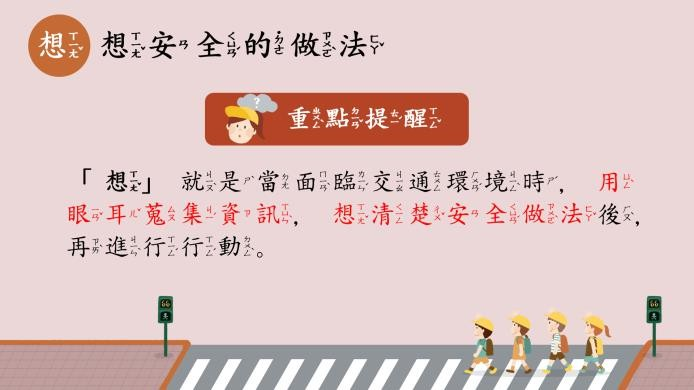 想 想安全的做法
?
重點提醒
「想」 就是當面臨交通環境時, 用
眼耳蒐集資訊, 想清楚安全做法後,
再進行行動。